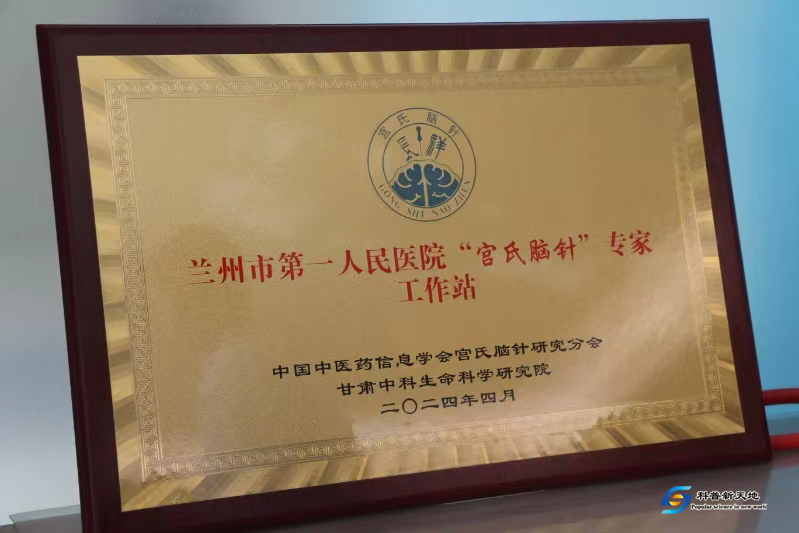 宫氏脑针
GONG SHI NAO ZHEN
兰州市第一人民医院“宫氏脑针”专家
工作站
中国中医药信息学会宫氏脑针研究分会
甘肃中科生命科学研究院
二〇二四年四月
科普新天地
Popular science in new work